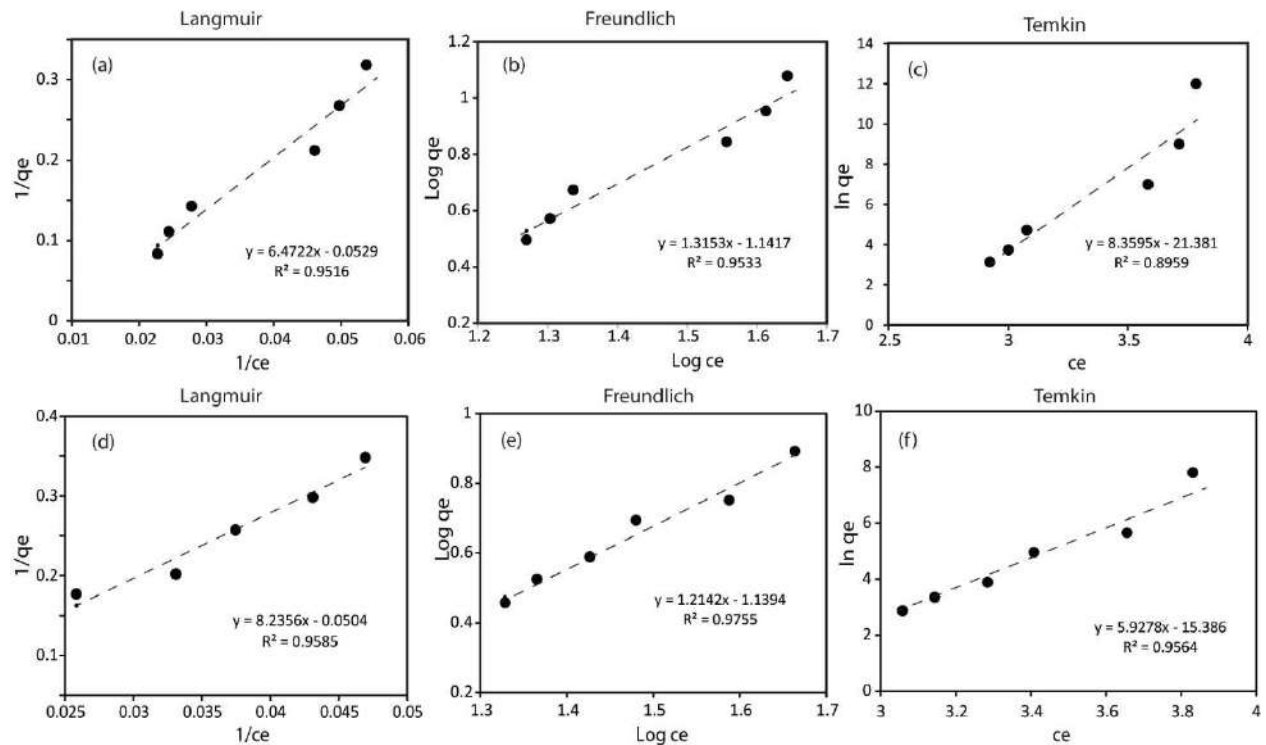 Langmuir
(a)
1/qe
0.3
0.2
0.1
0
y = 6.4722x - 0.0529
R² = 0.9516
0.01 0.02 0.03 0.04 0.05 0.06
1/ce
Freundlich
(b)
Log qe
1.2
1
0.8
0.6
0.4
0.2
y = 1.3153x - 1.1417
R² = 0.9533
1.2 1.3 1.4 1.5 1.6 1.7
Log ce
Temkin
(c)
ln qe
14
12
10
8
6
4
2
0
y = 8.3595x - 21.381
R² = 0.8959
2.5 3 3.5 4
ce
Langmuir
(d)
1/qe
0.4
0.3
0.2
0.1
y = 8.2356x - 0.0504
R² = 0.9585
0.025 0.03 0.035 0.04 0.045 0.05
1/ce
Freundlich
(e)
Log qe
1
0.8
0.6
0.4
0.2
y = 1.2142x - 1.1394
R² = 0.9755
1.3 1.4 1.5 1.6 1.7
Log ce
Temkin
(f)
ln qe
10
8
6
4
2
0
y = 5.9278x - 15.386
R² = 0.9564
3 3.2 3.4 3.6 3.8 4
ce